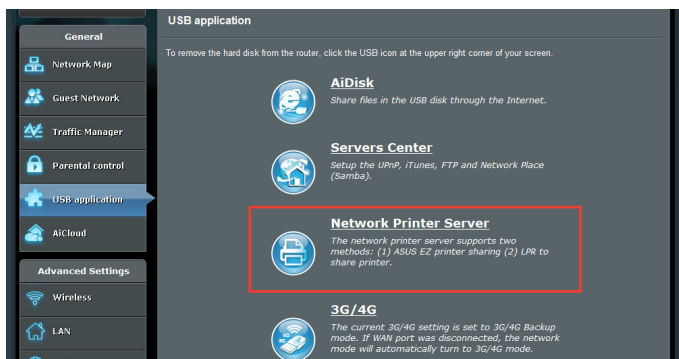 General
Network Map
Guest Network
Traffic Manager
Parental control
USB application
AiCloud
Advanced Settings
Wireless
LAN
USB application
To remove the hard disk from the router, click the USB icon at the upper right corner of your screen.
AiDisk
Share files in the USB disk through the Internet.
Servers Center
Setup the UPnP, iTunes, FTP and Network Place
(Samba).
Network Printer Server
The network printer server supports two
methods: (1) ASUS EZ printer sharing (2) LPR to
share printer.
3G/4G
The current 3G/4G setting is set to 3G/4G Backup
mode. If WAN port was disconnected, the network
mode will automatically turn to 3G/4G mode.